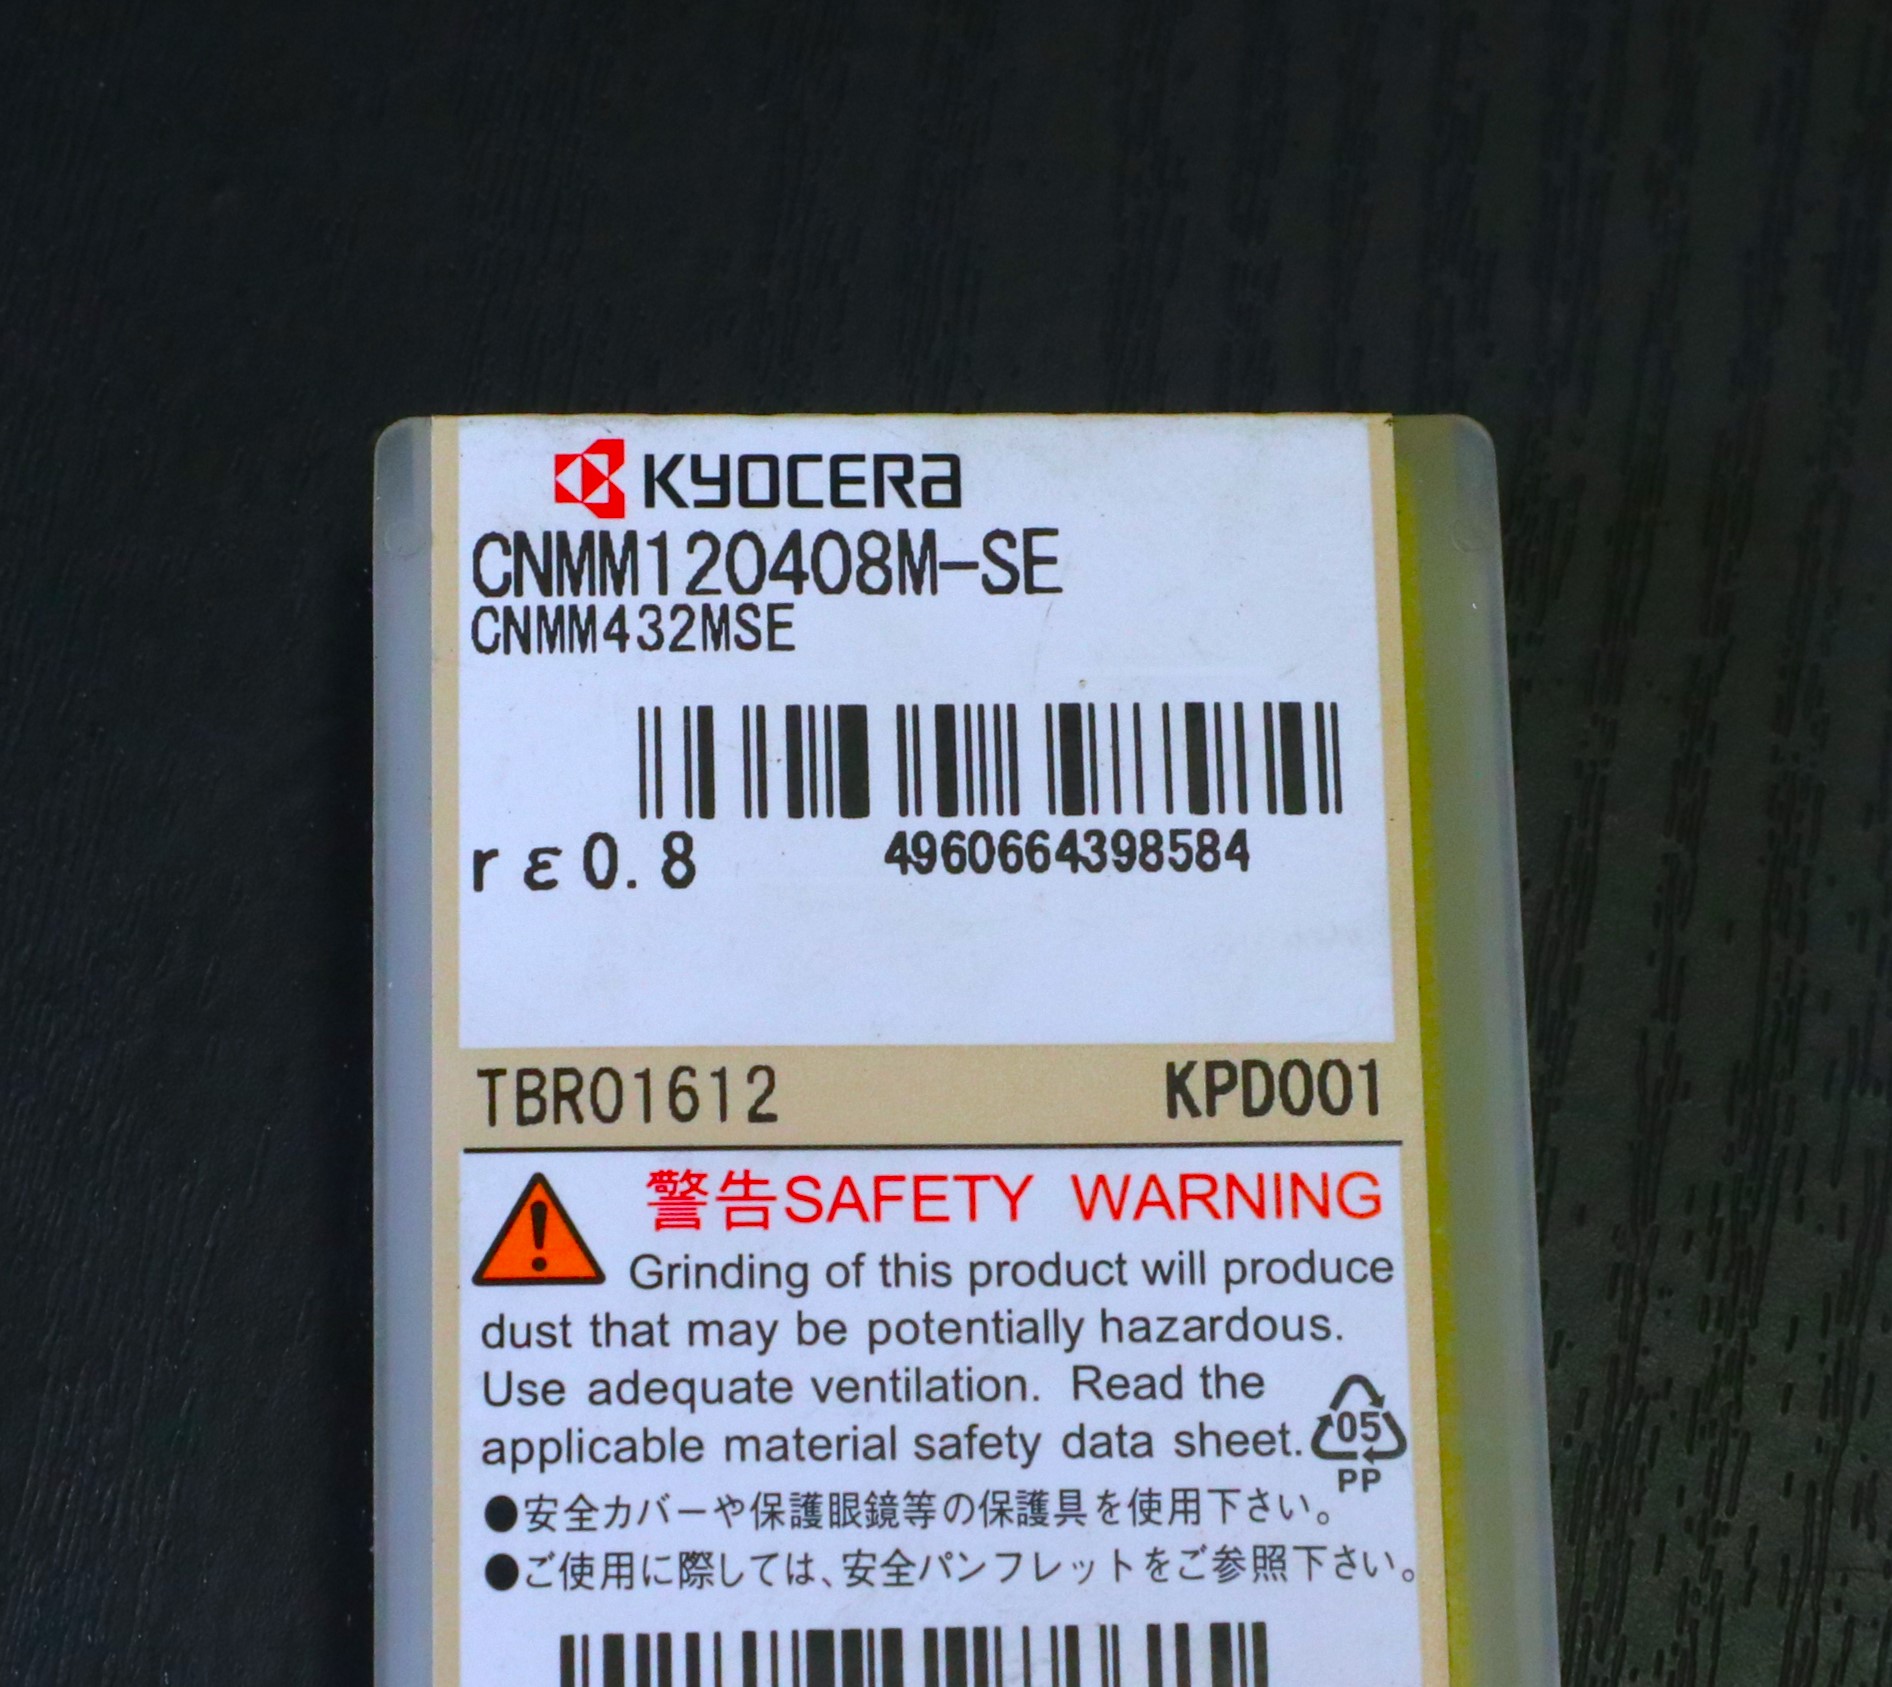 KYOCERA
CNMM120408M-SE
CNMM432MSE
rε0.8 4960664398584
TBR01612 KPD001
警告SAFETY WARNING
Grinding of this product will produce
dust that may be potentially hazardous.
Use adequate ventilation. Read the
applicable material safety data sheet.
05
PP
●安全カバーや保護眼鏡等の保護具を使用下さい。
●ご使用に際しては、安全パンフレットをご参照下さい。